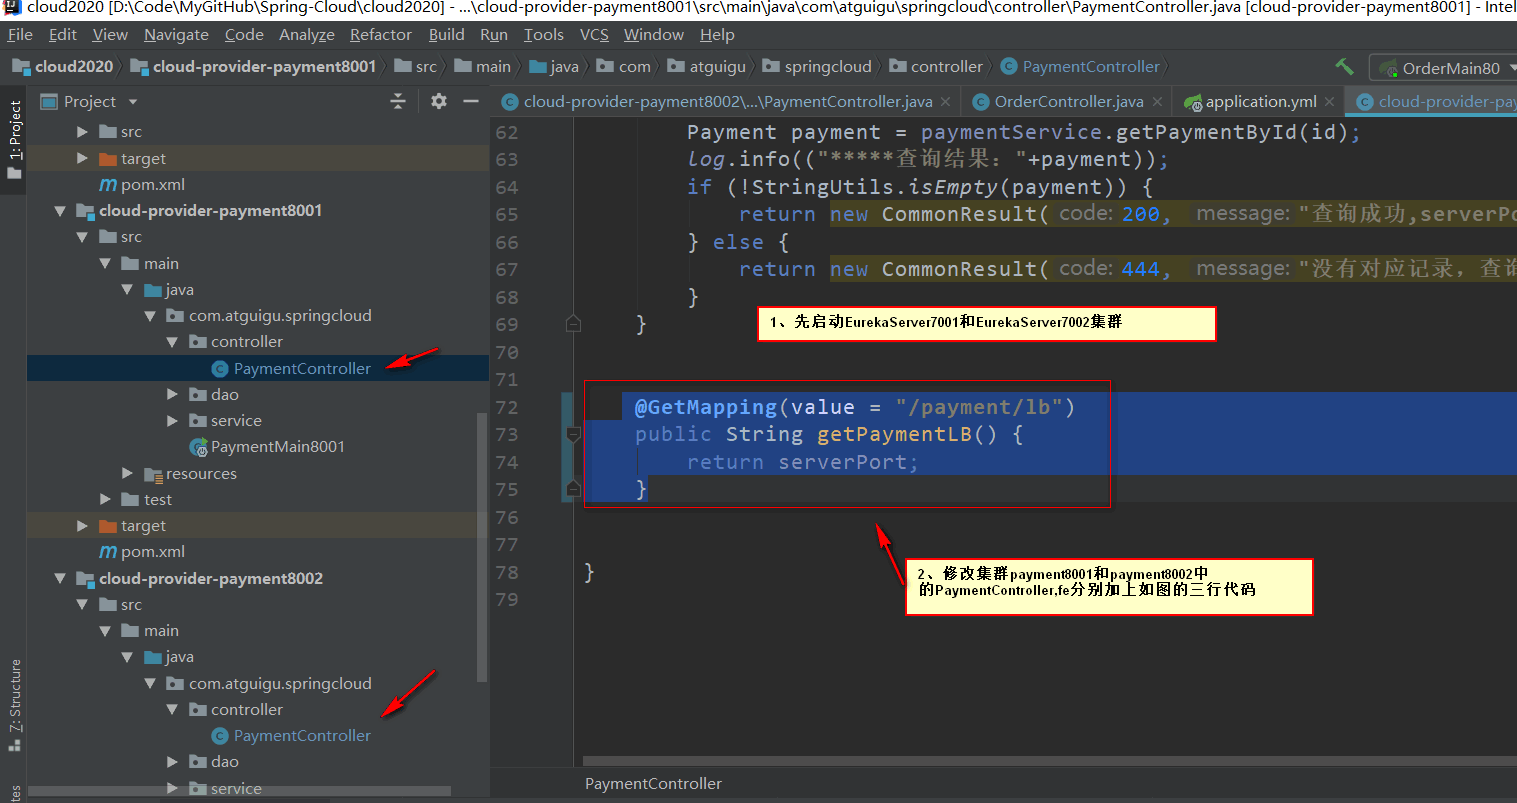 cloud2020 [D:\Code\MyGitHub\Spring-Cloud\cloud2020] - ...\cloud-provider-payment8001\src\main\java\com\atguigu\springcloud\controller\PaymentController.java [cloud-provider-payment8001] - Intel
File Edit View Navigate Code Analyze Refactor Build Run Tools VCS Window Help
cloud2020 cloud-provider-payment8001 src main java com atguigu springcloud controller PaymentController OrderMain80
1: Project
Z: Structure
Project
src
target
pom.xml
cloud-provider-payment8001
src
main
java
com.atguigu.springcloud
controller
PaymentController
dao
service
PaymentMain8001
resources
test
target
pom.xml
cloud-provider-payment8002
src
main
java
com.atguigu.springcloud
controller
PaymentController
dao
service
cloud-provider-payment8002\...\PaymentController.java OrderController.java application.yml cloud-provider-pay
62 Payment payment = paymentService.getPaymentById(id);
63 log.info(("*****查询结果："+payment));
64 if (!StringUtils.isEmpty(payment)) {
65 return new CommonResult( code: 200, message: "查询成功,serverPo
66 } else {
67 return new CommonResult( code: 444, message: "没有对应记录，查询
68 }
69 }
70
71
72 @GetMapping(value = "/payment/lb")
73 public String getPaymentLB() {
74 return serverPort;
75 }
76
77
78 }
79
1、先启动EurekaServer7001和EurekaServer7002集群
2、修改集群payment8001和payment8002中
的PaymentController,fe分别加上如图的三行代码
PaymentController